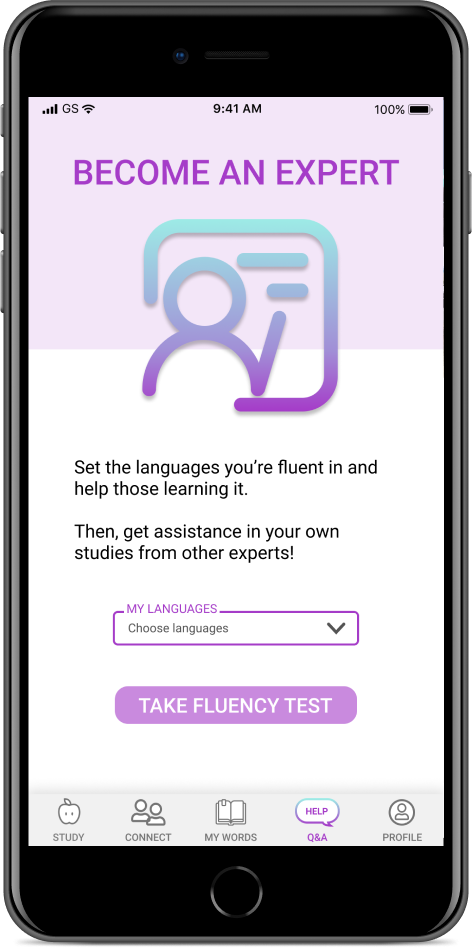 GS 9:41 AM 100%
BECOME AN EXPERT
Set the languages you’re fluent in and
help those learning it.
Then, get assistance in your own
studies from other experts!
MY LANGUAGES
Choose languages
TAKE FLUENCY TEST
HELP
STUDY CONNECT MY WORDS Q&A PROFILE